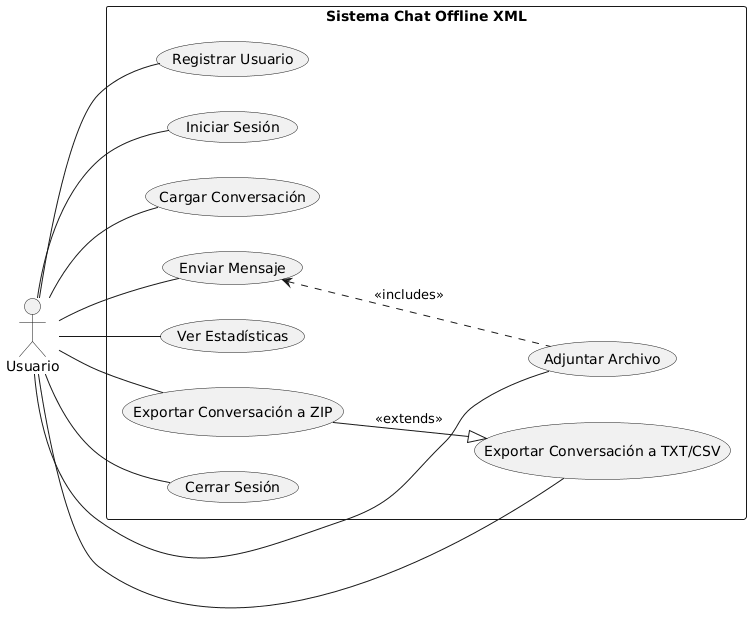 Sistema Chat Offline XML
Registrar Usuario
Iniciar Sesión
Cargar Conversación
Enviar Mensaje
«includes»
Ver Estadísticas
Adjuntar Archivo
Usuario
Exportar Conversación a ZIP
«extends»
Exportar Conversación a TXT/CSV
Cerrar Sesión